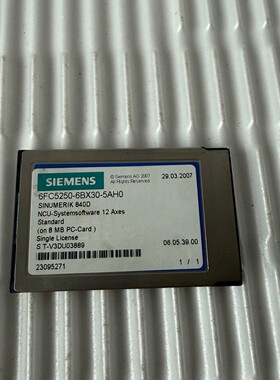 SIEMENS
© Siemens AG 2007
All Rights Reserved.
29.03.2007
6FC5250-6BX30-5AH0
SINUMERIK 840D
NCU-Systemsoftware 12 Axes
Standard
(on 8 MB PC-Card )
Single License
S T-V3DU03889
06.05.39.00
23095271
1 / 1